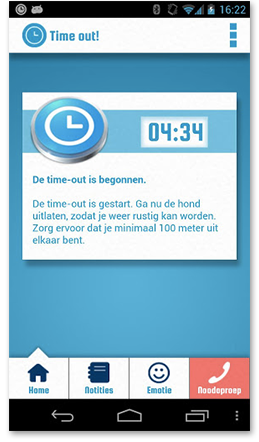 16:22
Time out!
04:34
De time-out is begonnen.
De time-out is gestart. Ga nu de hond
uitlaten, zodat je weer rustig kan worden.
Zorg ervoor dat je minimaal 100 meter uit
elkaar bent.
Home Notities Emotie Noodoproep